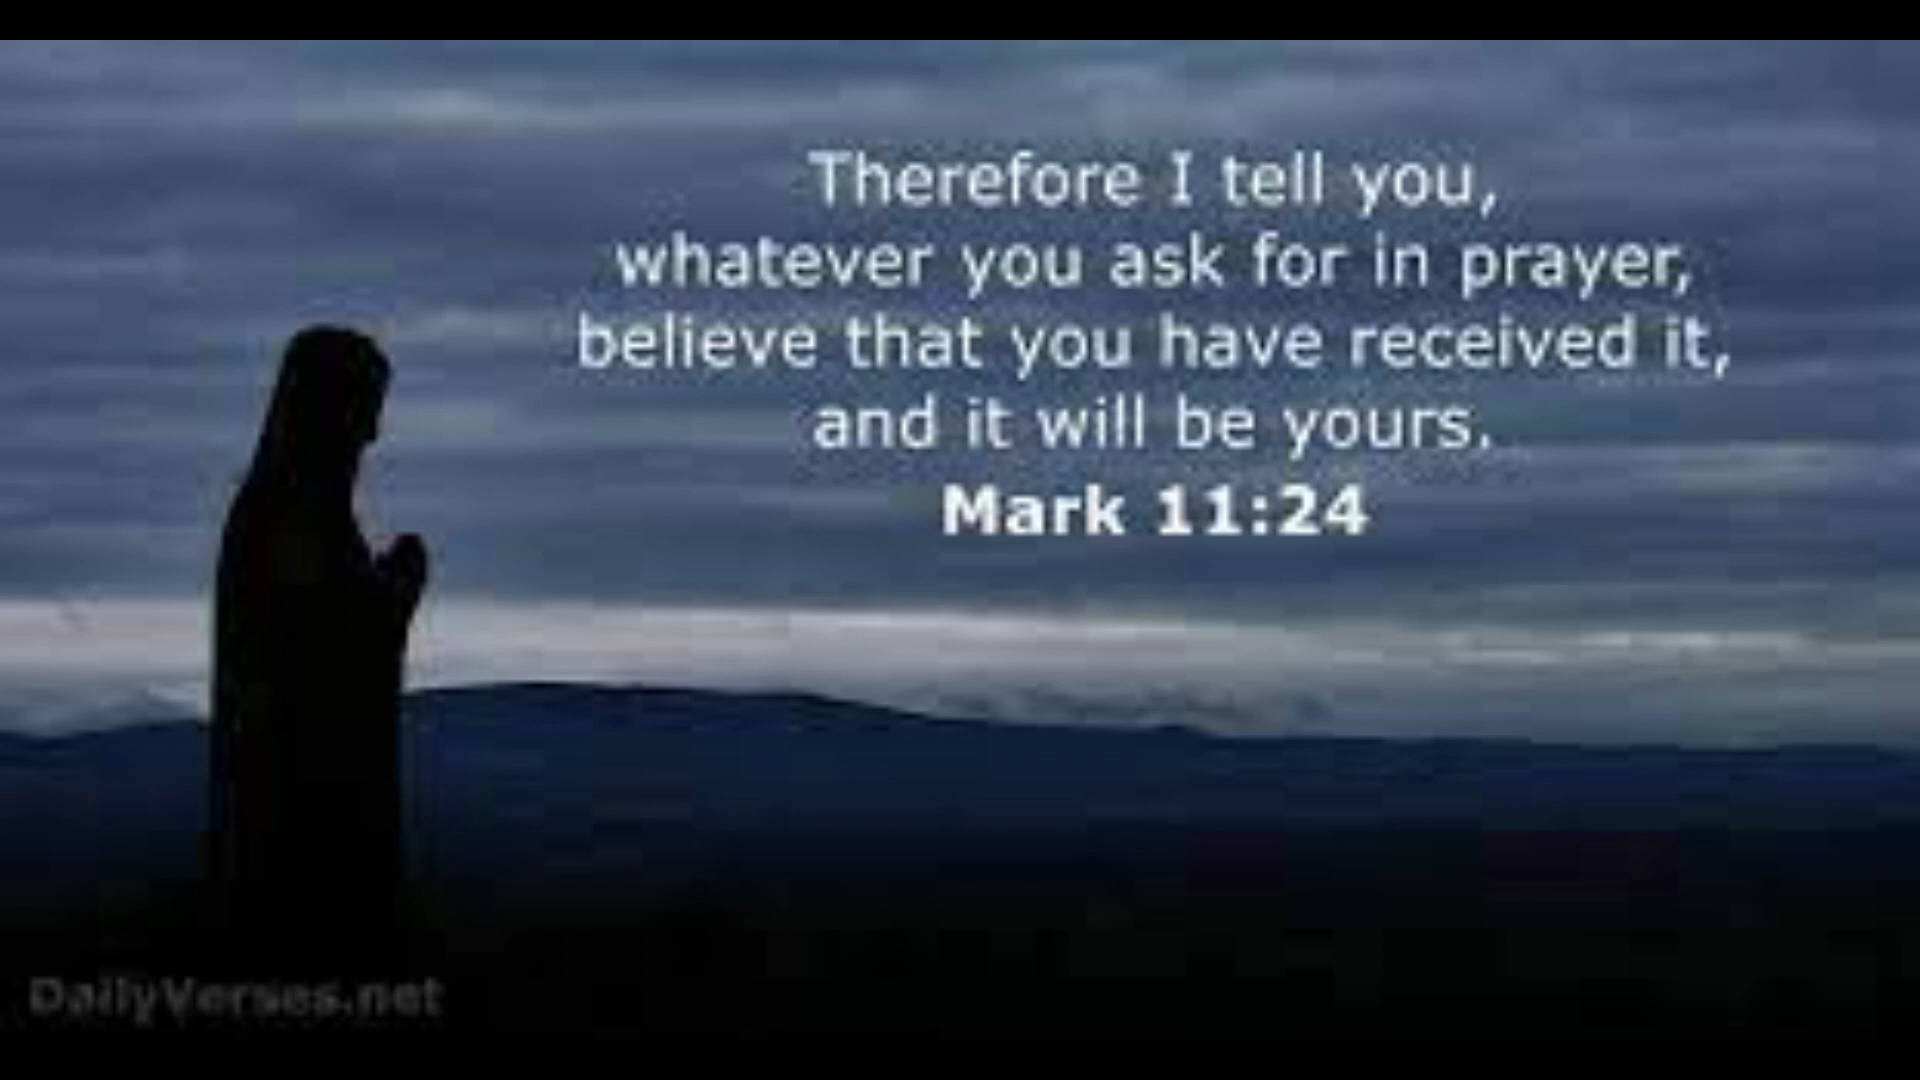 Therefore I tell you,
whatever you ask for in prayer,
believe that you have received it,
and it will be yours.
Mark 11:24
DailyVerses.net